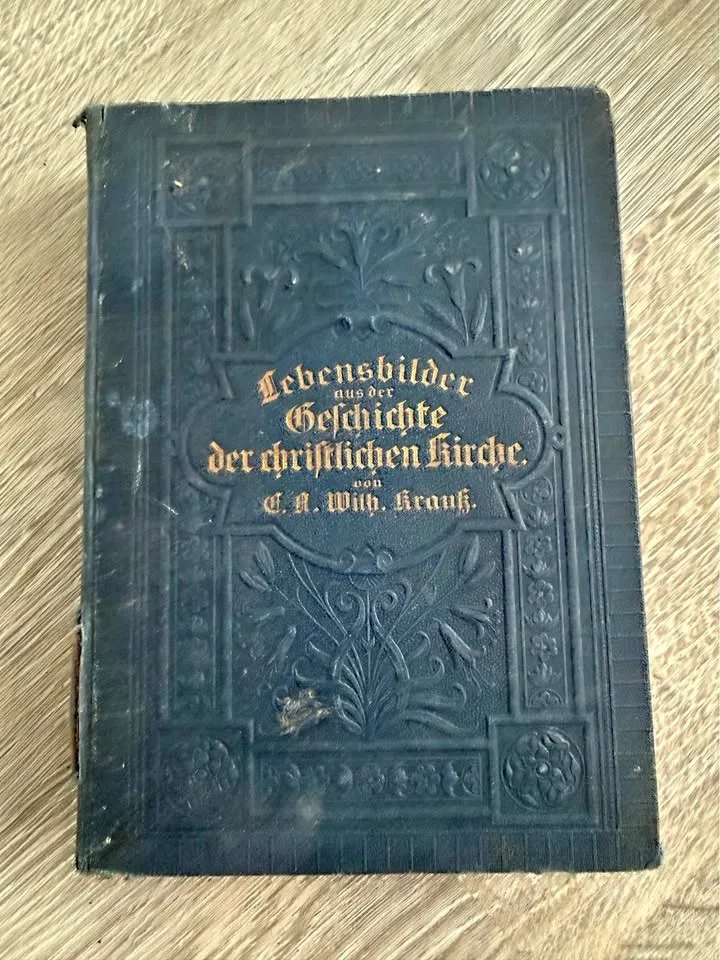 Lebensbilder
aus der
Geschichte
der christlichen Kirche.
von
E. A. Wilh. Krauß.